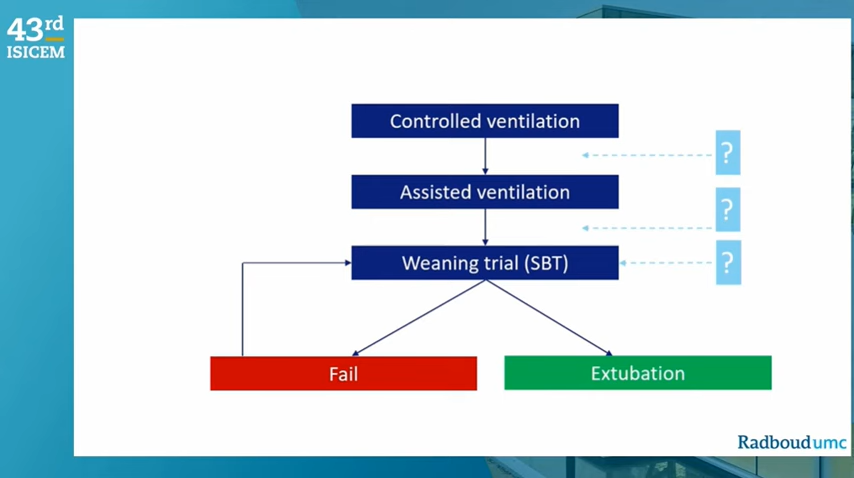 43rd
ISICEM
Controlled ventilation
?
Assisted ventilation
?
Weaning trial (SBT)
?
Fail
Extubation
Radboudumc